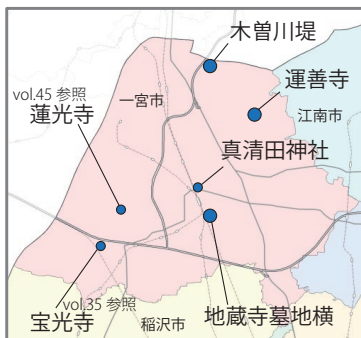 木曽川堤
運善寺
vol.45 参照
一宮市
江南市
蓮光寺
真清田神社
vol.35 参照
宝光寺
稲沢市
地蔵寺墓地横